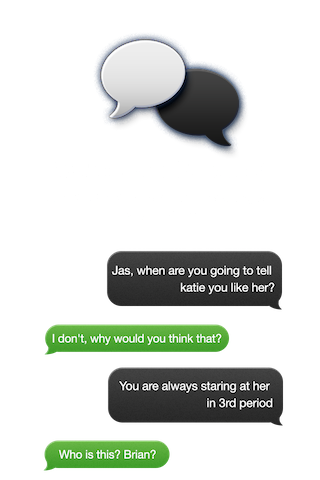 Jas, when are you going to tell
katie you like her?
I don't, why would you think that?
You are always staring at her
in 3rd period
Who is this? Brian?